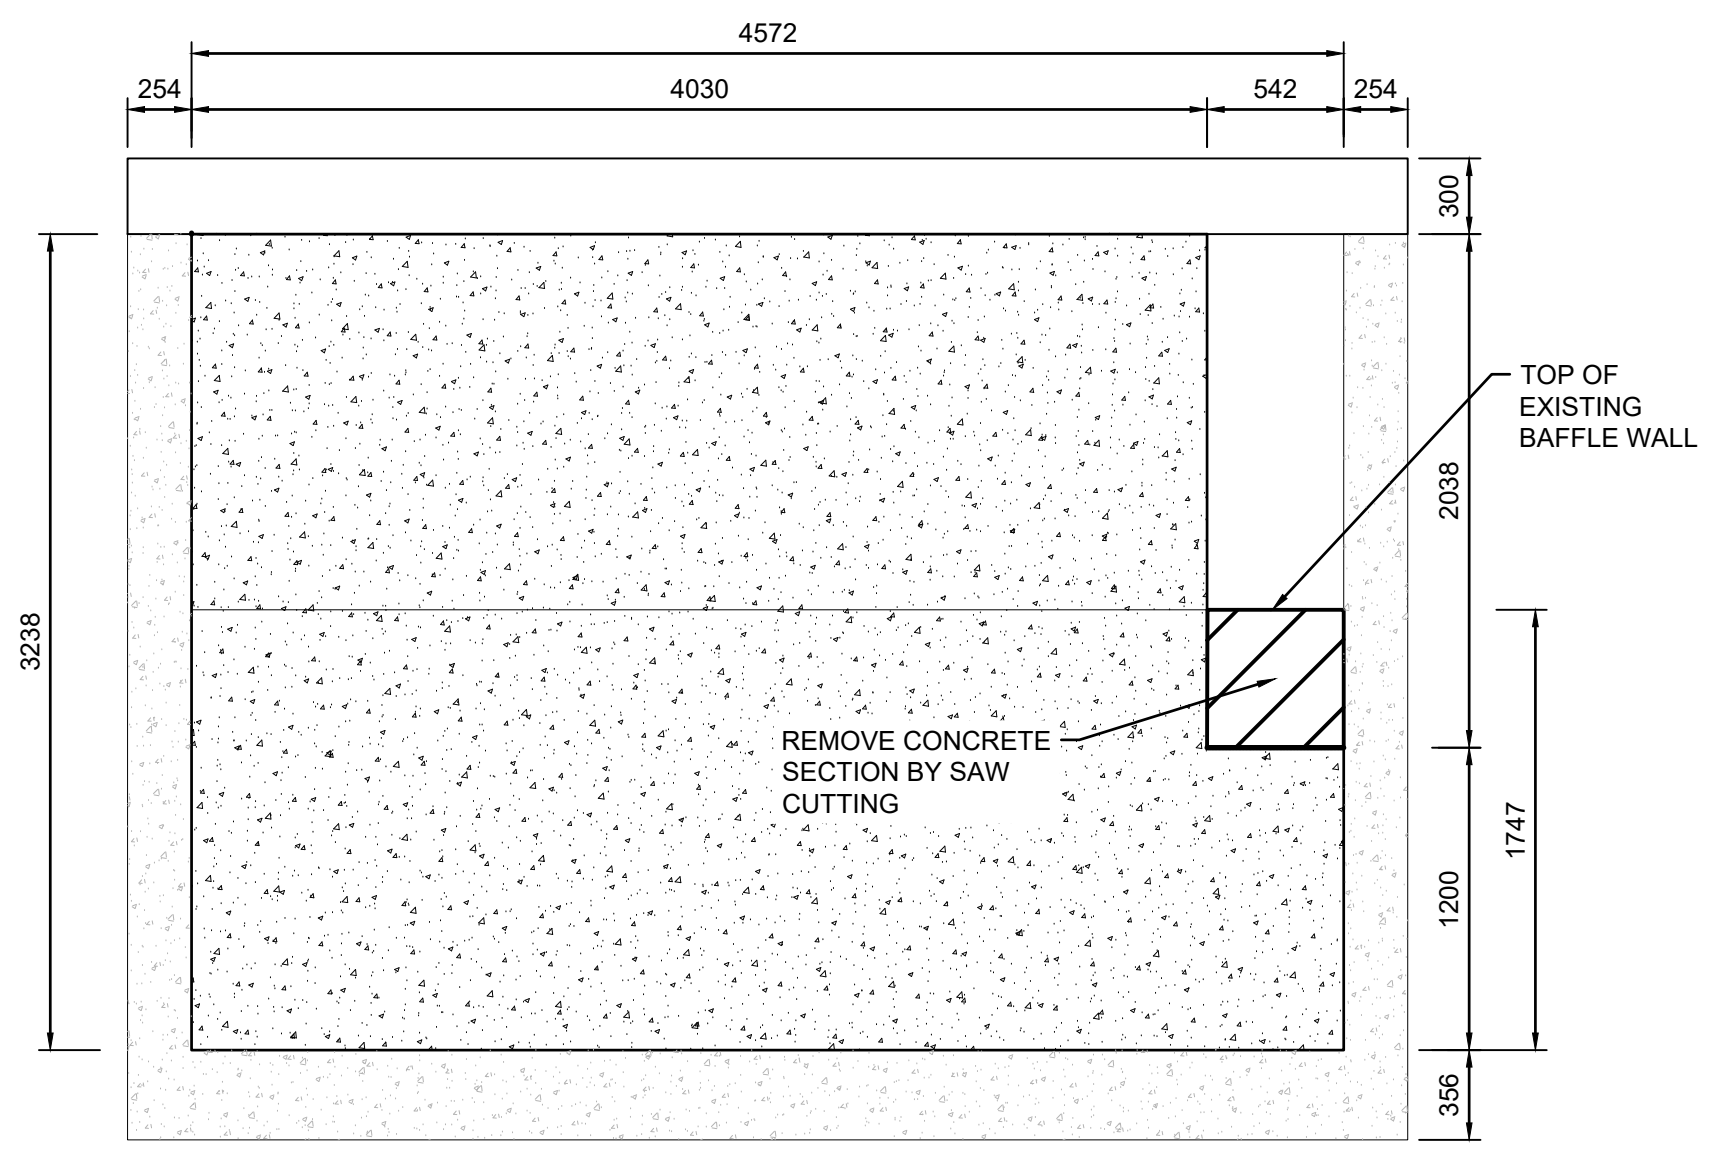 4572
254
4030
542
254
300
TOP OF
EXISTING
BAFFLE WALL
2038
3238
REMOVE CONCRETE
SECTION BY SAW
CUTTING
1747
1200
356